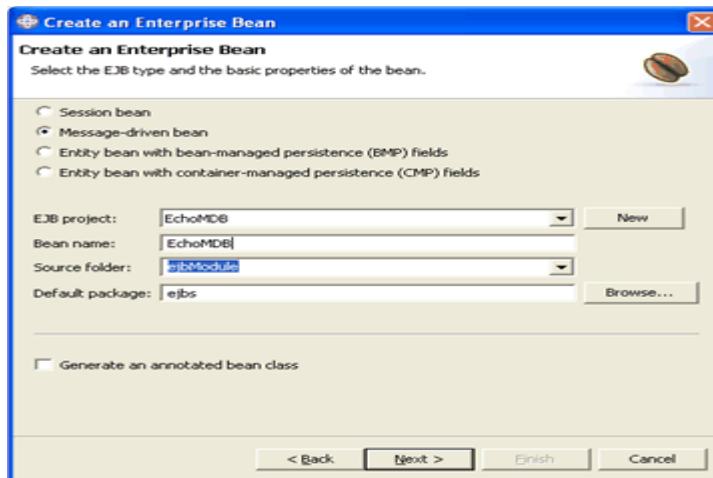 Create an Enterprise Bean
Create an Enterprise Bean
Select the EJB type and the basic properties of the bean.
Session bean
Message-driven bean
Entity bean with bean-managed persistence (BMP) fields
Entity bean with container-managed persistence (CMP) fields
EJB project: EchoMDB New
Bean name: EchoMDB
Source folder: ejbModule
Default package: ejbs Browse...
Generate an annotated bean class
< Back Next > Finish Cancel